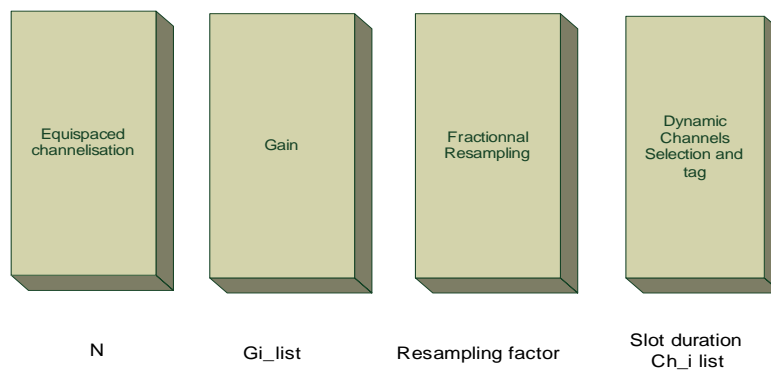 Equispaced
channelisation
Gain
Fractionnal
Resampling
Dynamic
Channels
Selection and
tag
N
Gi_list
Resampling factor
Slot duration
Ch_i list